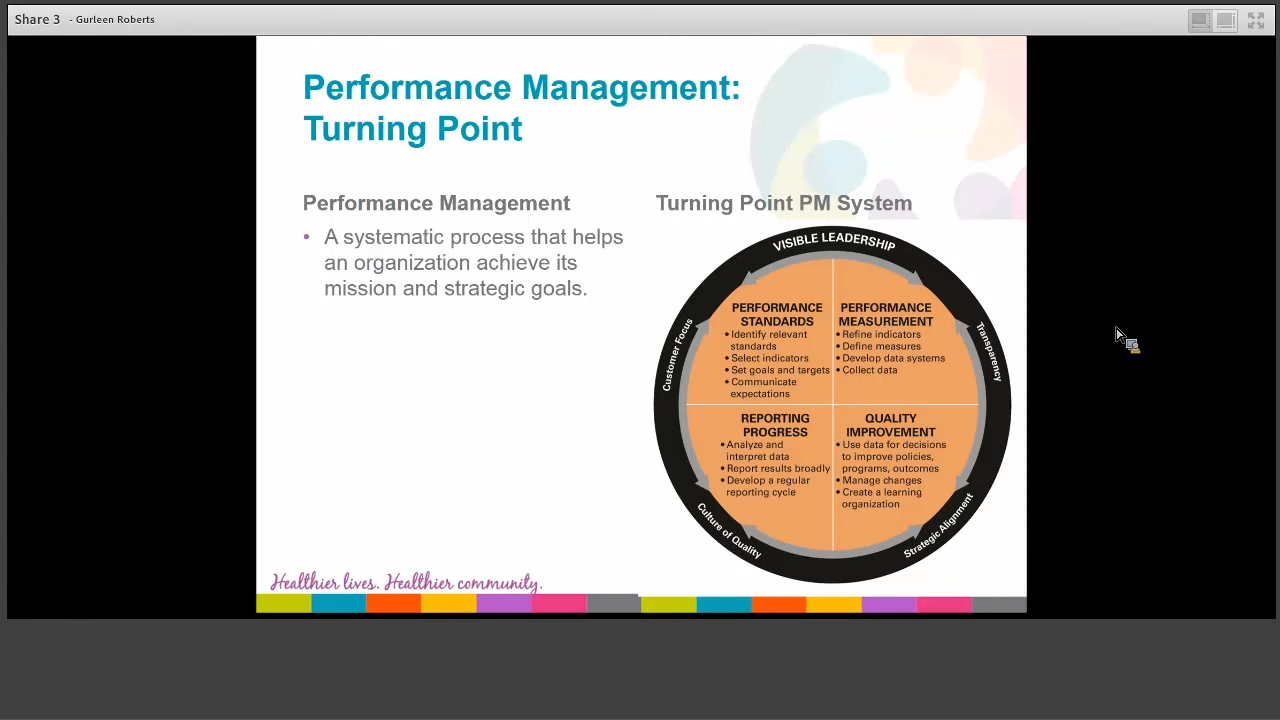 Share 3 - Gurleen Roberts
Performance Management:
Turning Point
Performance Management
• A systematic process that helps
an organization achieve its
mission and strategic goals.
Turning Point PM System
VISIBLE LEADERSHIP
Customer Focus
Transparency
PERFORMANCE
STANDARDS
• Identify relevant
standards
• Select indicators
• Set goals and targets
• Communicate
expectations
PERFORMANCE
MEASUREMENT
• Refine indicators
• Define measures
• Develop data systems
• Collect data
REPORTING
PROGRESS
• Analyze and
interpret data
• Report results broadly
• Develop a regular
reporting cycle
QUALITY
IMPROVEMENT
• Use data for decisions
to improve policies,
programs, outcomes
• Manage changes
• Create a learning
organization
Culture of Quality
Strategic Alignment
Healthier lives. Healthier community.